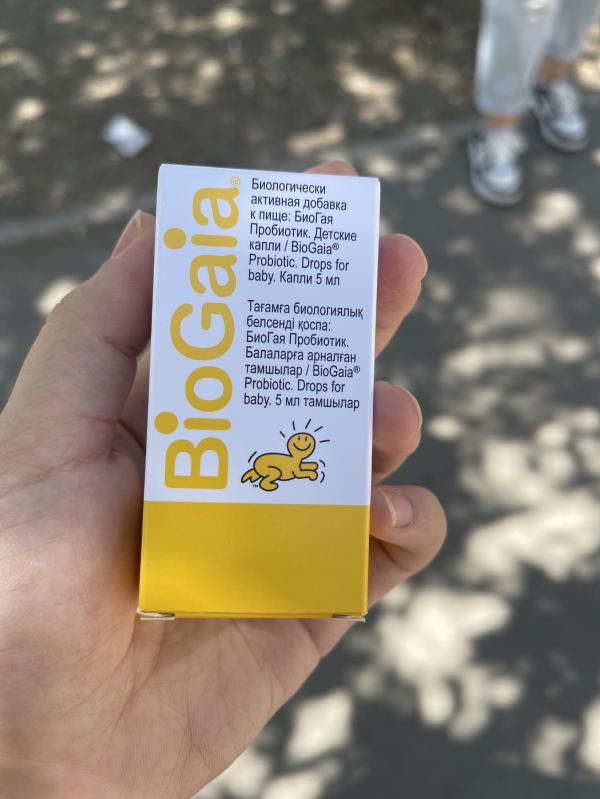 BioGaia®
Биологически
активная добавка
к пище: БиоГая
Пробиотик. Детские
капли / BioGaia®
Probiotic. Drops for
baby. Капли 5 мл
Тағамға биологиялық
белсенді қоспа:
БиоГая Пробиотик.
Балаларға арналған
тамшылар / BioGaia®
Probiotic. Drops for
baby. 5 мл тамшылар
™